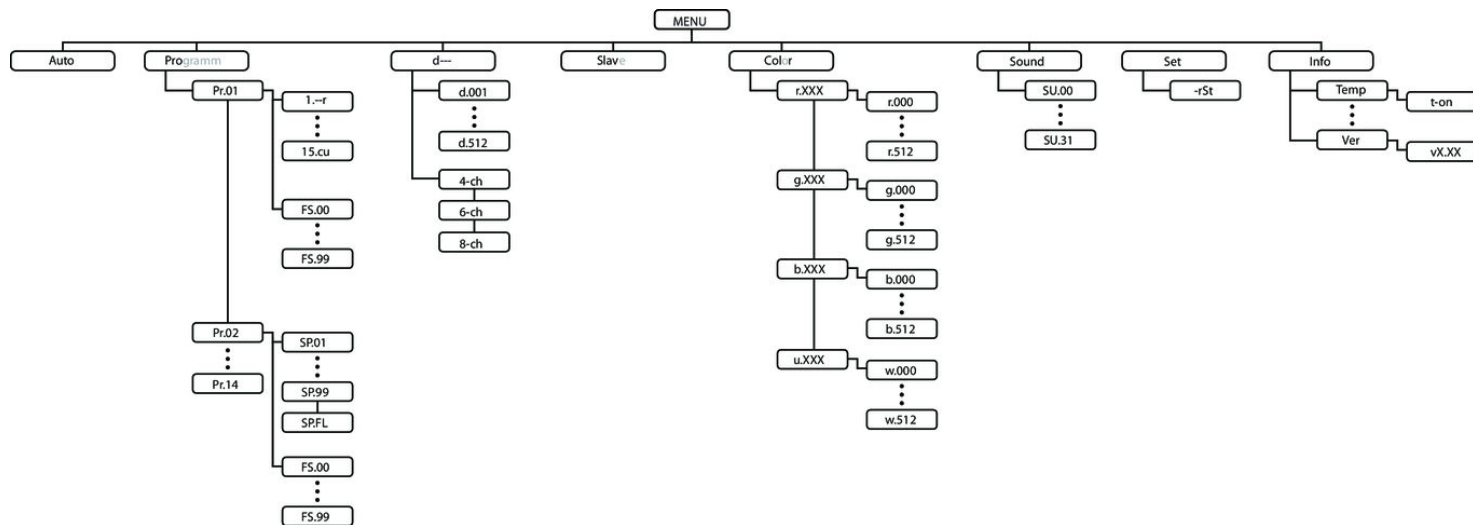 MENU
Auto
Programm
d---
Slave
Color
Sound
Set
Info
Pr.01
1.--r
15.cu
FS.00
FS.99
Pr.02
Pr.14
SP.01
SP.99
SP.FL
FS.00
FS.99
d.001
d.512
4-ch
6-ch
8-ch
r.XXX
r.000
r.512
g.XXX
g.000
g.512
b.XXX
b.000
b.512
u.XXX
w.000
w.512
SU.00
SU.31
-rSt
Temp
t-on
Ver
vX.XX